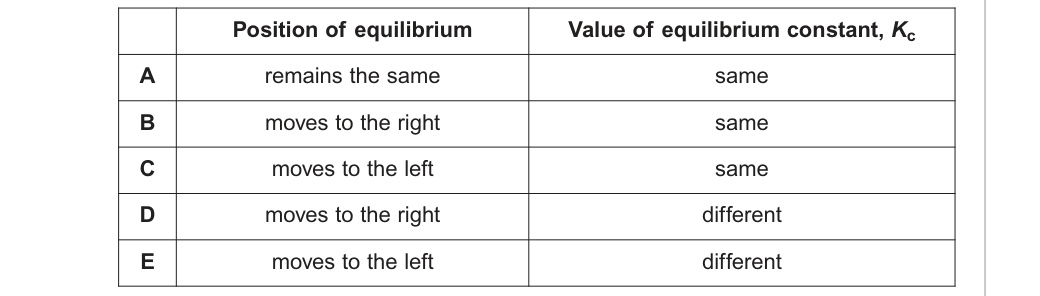 Position of equilibrium Value of equilibrium constant, Kc
A remains the same same
B moves to the right same
C moves to the left same
D moves to the right different
E moves to the left different